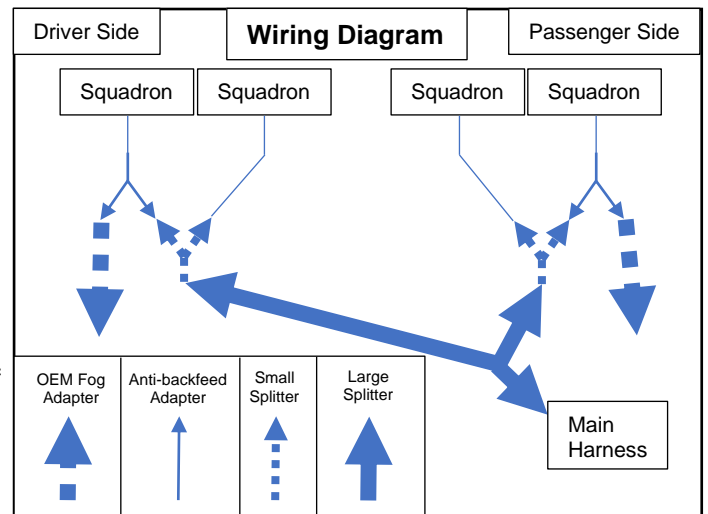 Driver Side
Wiring Diagram
Passenger Side
Squadron
Squadron
Squadron
Squadron
OEM Fog
Adapter
Anti-backfeed
Adapter
Small
Splitter
Large
Splitter
Main
Harness